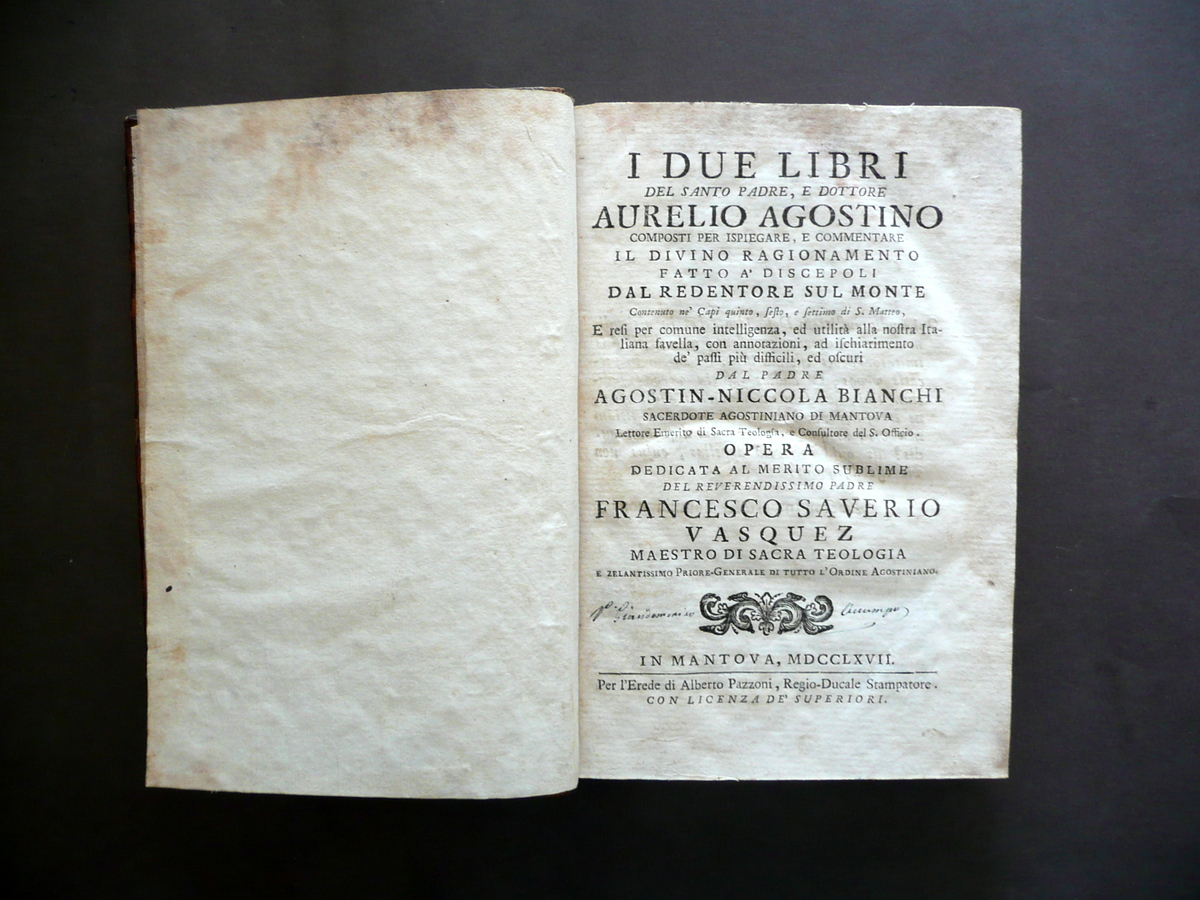 I DUE LIBRI
DEL SANTO PADRE, E DOTTORE
AURELIO AGOSTINO
COMPOSTI PER ISPIEGARE, E COMMENTARE
IL DIVINO RAGIONAMENTO
FATTO A' DISCEPOLI
DAL REDENTORE SUL MONTE
Contenuto ne' Capi quinto, ſeſto, e ſettimo di S. Matteo,
E reſi per comune intelligenza, ed utilità alla noſtra Ita-
liana favella, con annotazioni, ad iſchiarimento
de' paſſi più difficili, ed oſcuri
DAL PADRE
AGOSTIN-NICCOLA BIANCHI
SACERDOTE AGOSTINIANO DI MANTOVA
Lettore Emerito di Sacra Teologia, e Conſultore del S. Officio.
OPERA
DEDICATA AL MERITO SUBLIME
DEL REVERENDISSIMO PADRE
FRANCESCO SAVERIO
VASQUEZ
MAESTRO DI SACRA TEOLOGIA
E ZELANTISSIMO PRIORE-GENERALE DI TUTTO L'ORDINE AGOSTINIANO.
IN MANTOVA, MDCCLXVII.
Per l'Erede di Alberto Pazzoni, Regio-Ducale Stampatore.
CON LICENZA DE' SUPERIORI.